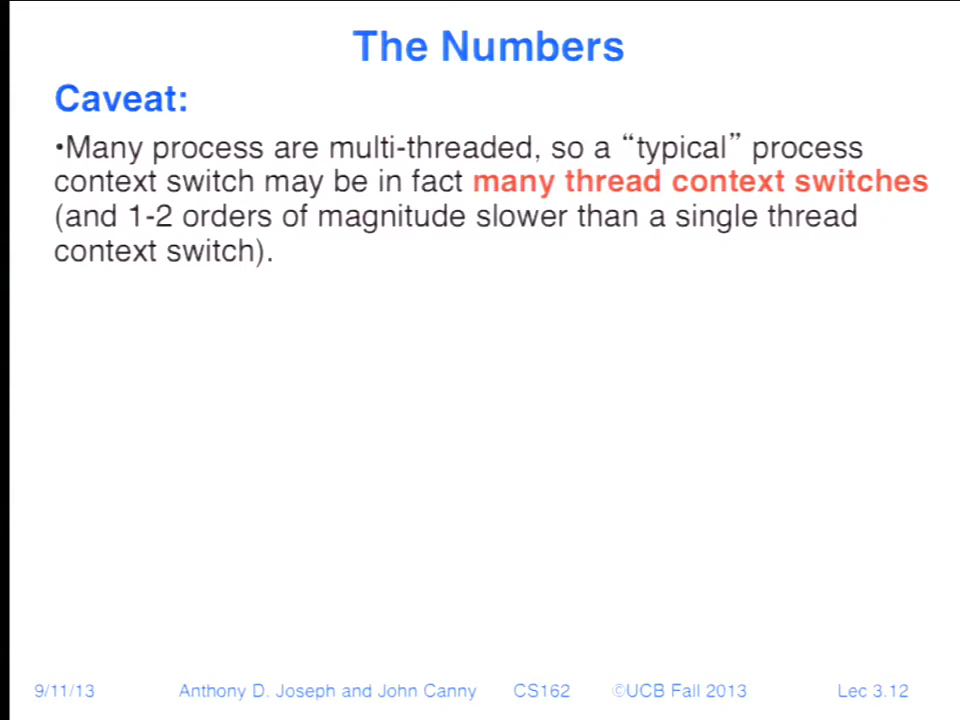 The Numbers
Caveat:
•Many process are multi-threaded, so a “typical” process
context switch may be in fact many thread context switches
(and 1-2 orders of magnitude slower than a single thread
context switch).
9/11/13 Anthony D. Joseph and John Canny CS162 ©UCB Fall 2013 Lec 3.12